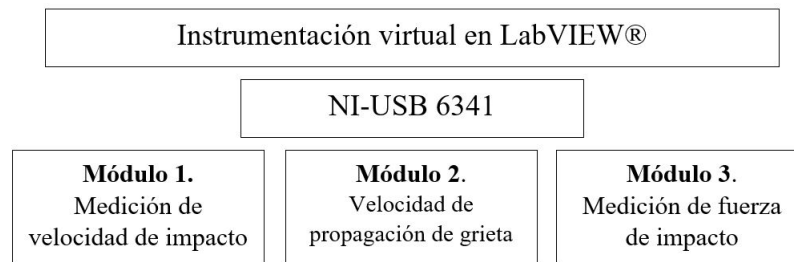 Instrumentación virtual en LabVIEW®
NI-USB 6341
Módulo 1.
Medición de
velocidad de impacto
Módulo 2.
Velocidad de
propagación de grieta
Módulo 3.
Medición de fuerza
de impacto